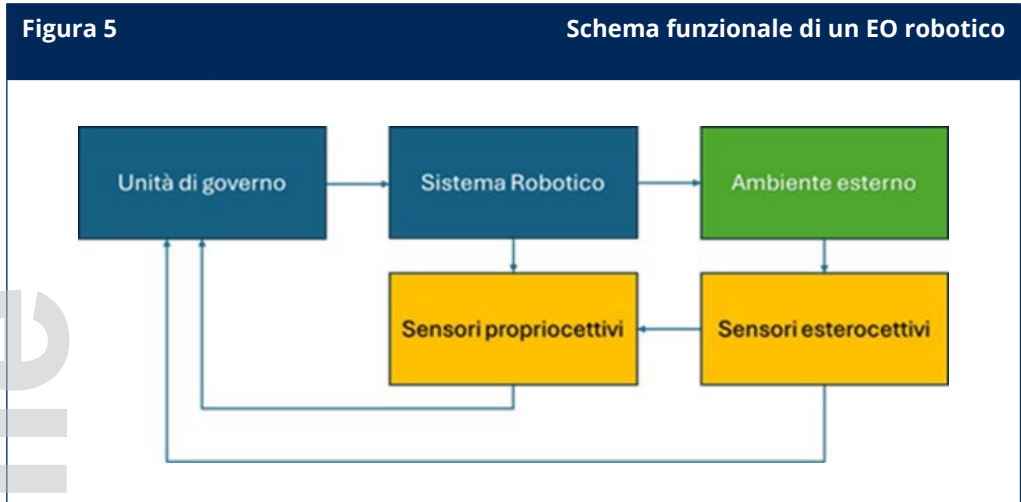 Figura 5
Schema funzionale di un EO robotico
Unità di governo
Sistema Robotico
Ambiente esterno
Sensori propriocettivi
Sensori esterocettivi